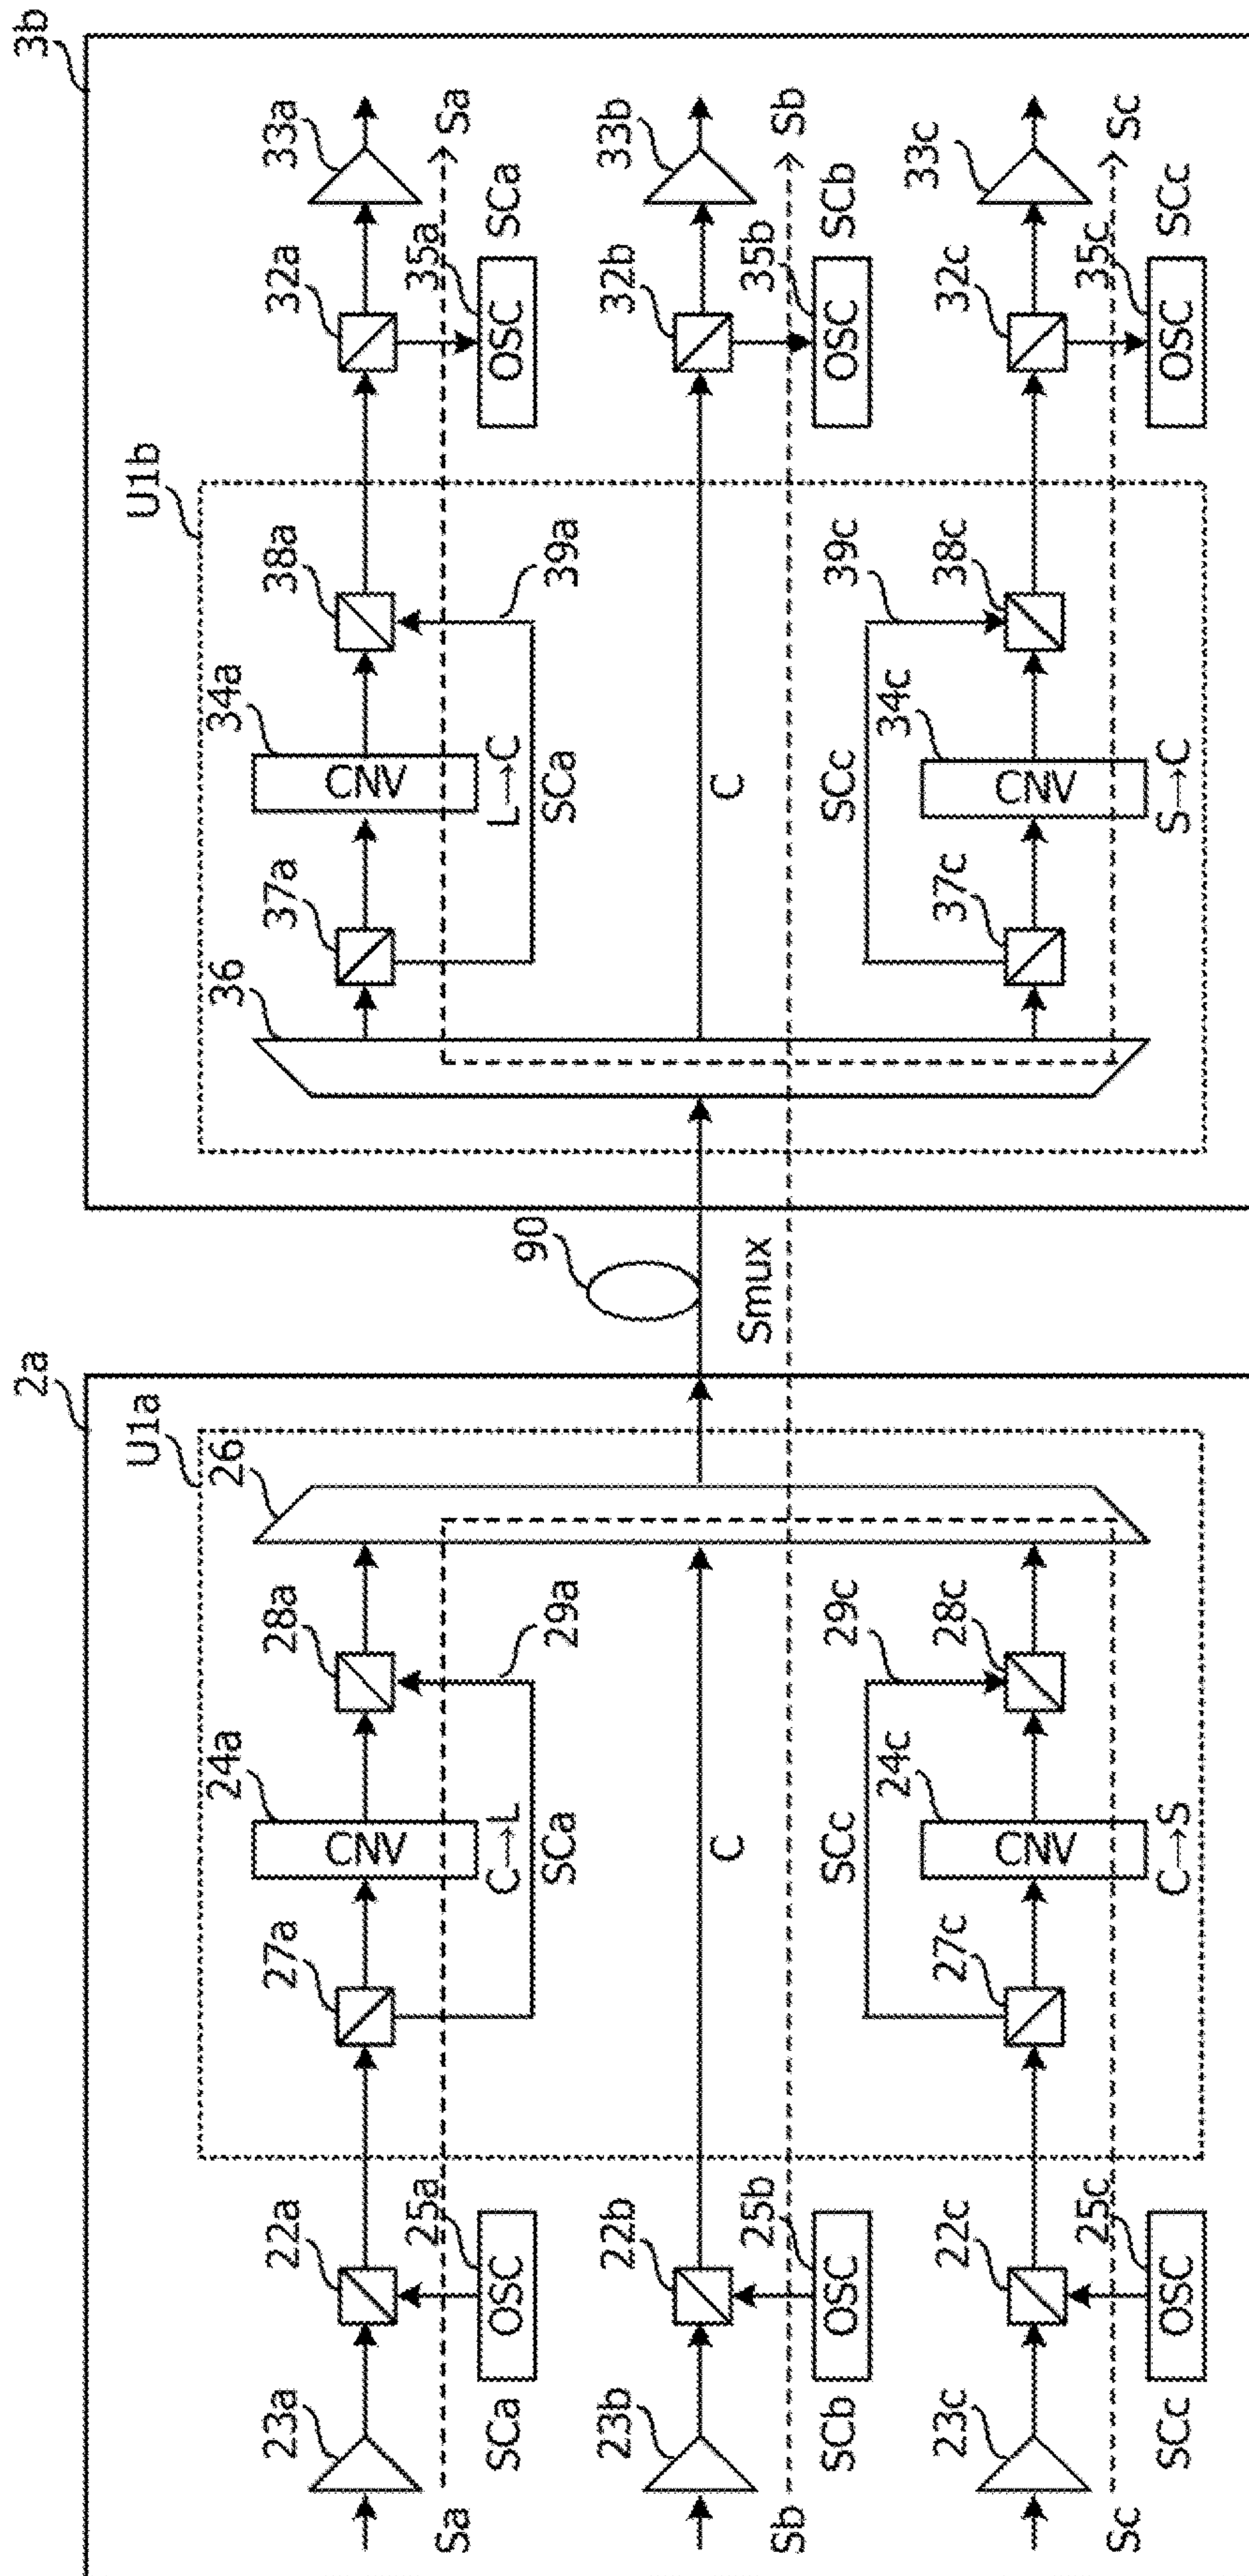 2a
U1a
23a
22a
27a
24a
28a
26
CNV
C→L
Sa
25a
SCa
OSC
SCa
29a
23b
22b
C
25b
Sb
SCb
OSC
29c
23c
22c
27c
SCc
24c
28c
CNV
C→S
Sc
25c
SCc
OSC
90
Smux
3b
U1b
36
37a
34a
38a
32a
33a
CNV
L→C
SCa
39a
35a
Sa
OSC
SCa
C
32b
33b
35b
Sb
OSC
SCb
39c
SCc
37c
34c
38c
32c
33c
CNV
S→C
35c
Sc
OSC
SCc